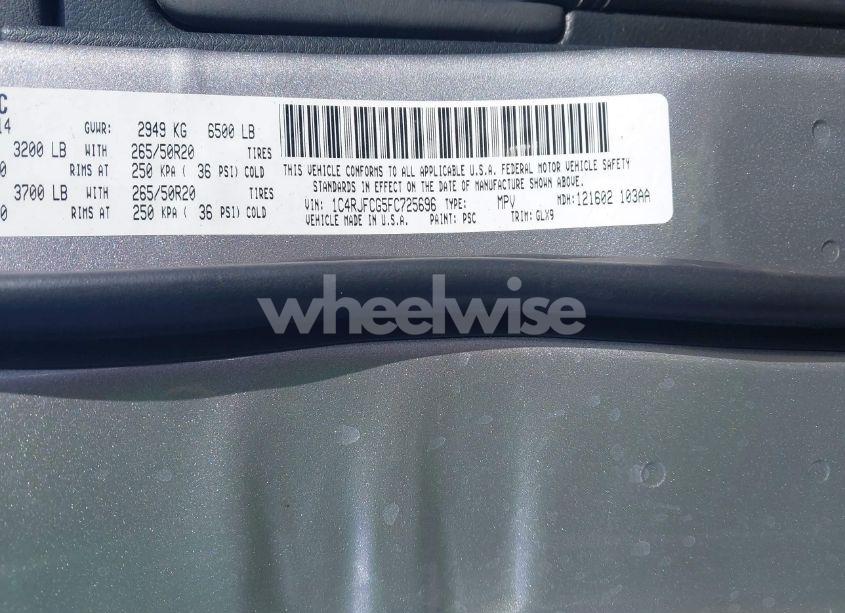 C
14 GVWR: 2949 KG 6500 LB
3200 LB WITH 265/50R20 TIRES
0 RIMS AT 250 KPA ( 36 PSI) COLD
3700 LB WITH 265/50R20 TIRES
0 RIMS AT 250 KPA ( 36 PSI) COLD
THIS VEHICLE CONFORMS TO ALL APPLICABLE U.S.A. FEDERAL MOTOR VEHICLE SAFETY
STANDARDS IN EFFECT ON THE DATE OF MANUFACTURE SHOWN ABOVE.
VIN: 1C4RJFCG5FC725696 TYPE: MPV MDH: 121602 103AA
VEHICLE MADE IN U.S.A. PAINT: PSC TRIM: GLX9
wheelwise